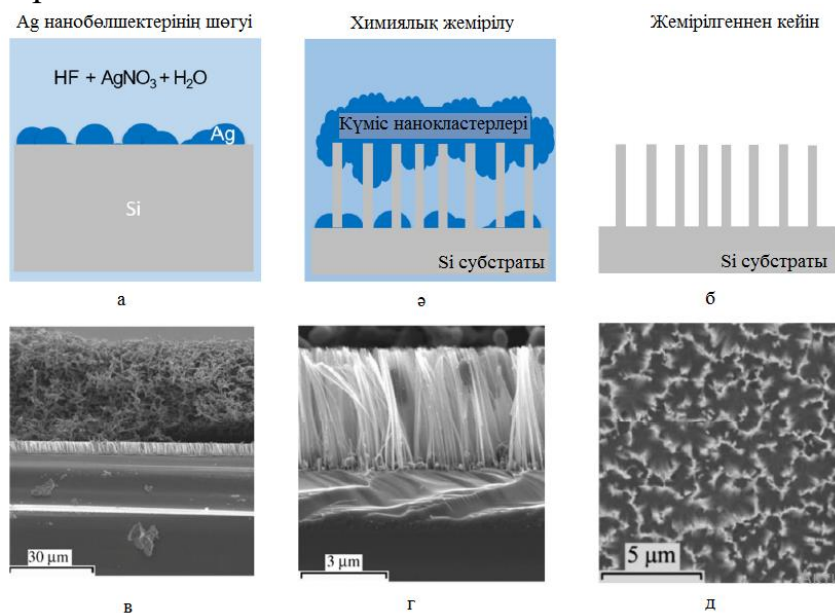 Ag нанобөлшектерінің шөгуі
Химиялық жемірілу
Жемірілгеннен кейін
HF + AgNO₃ + H₂O
Ag
Si
Күміс нанокластерлері
Si субстраты
Si субстраты
а
ә
б
30 μm
3 μm
5 μm
в
г
д